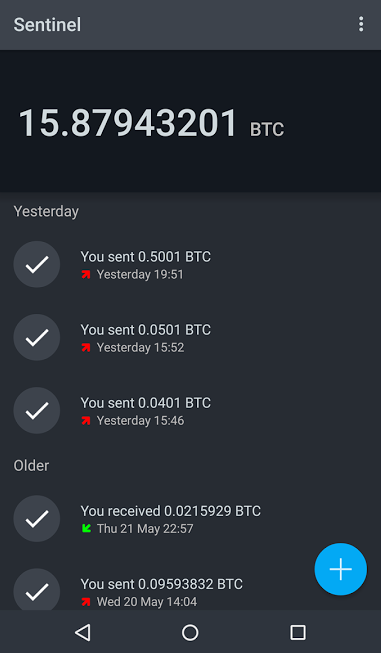 Sentinel
15.87943201 BTC
Yesterday
You sent 0.5001 BTC
Yesterday 19:51
You sent 0.0501 BTC
Yesterday 15:52
You sent 0.0401 BTC
Yesterday 15:46
Older
You received 0.0215929 BTC
Thu 21 May 22:57
You sent 0.09593832 BTC
Wed 20 May 14:04